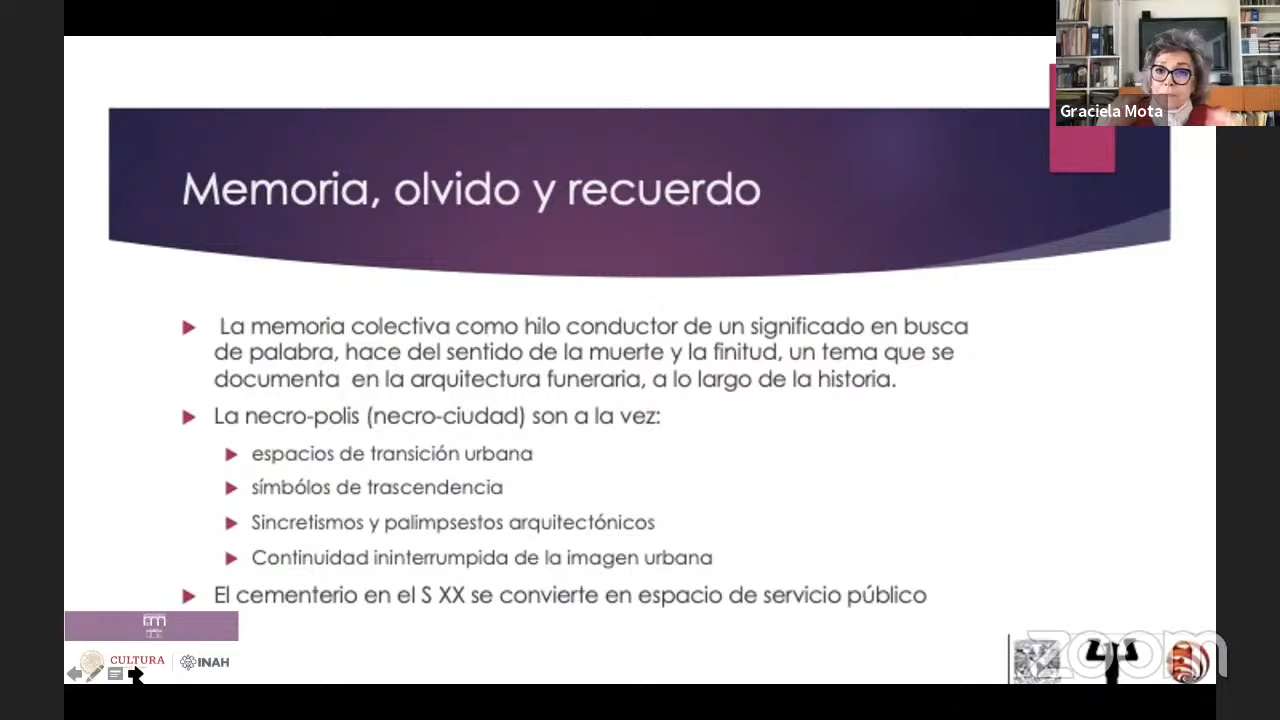 Graciela Mota
Memoria, olvido y recuerdo
La memoria colectiva como hilo conductor de un significado en busca
de palabra, hace del sentido de la muerte y la finitud, un tema que se
documenta en la arquitectura funeraria, a lo largo de la historia.
La necro-polis (necro-ciudad) son a la vez:
espacios de transición urbana
símbólos de trascendencia
Sincretismos y palimpsestos arquitectónicos
Continuidad ininterrumpida de la imagen urbana
El cementerio en el S XX se convierte en espacio de servicio público
CULTURA
INAH
zoom